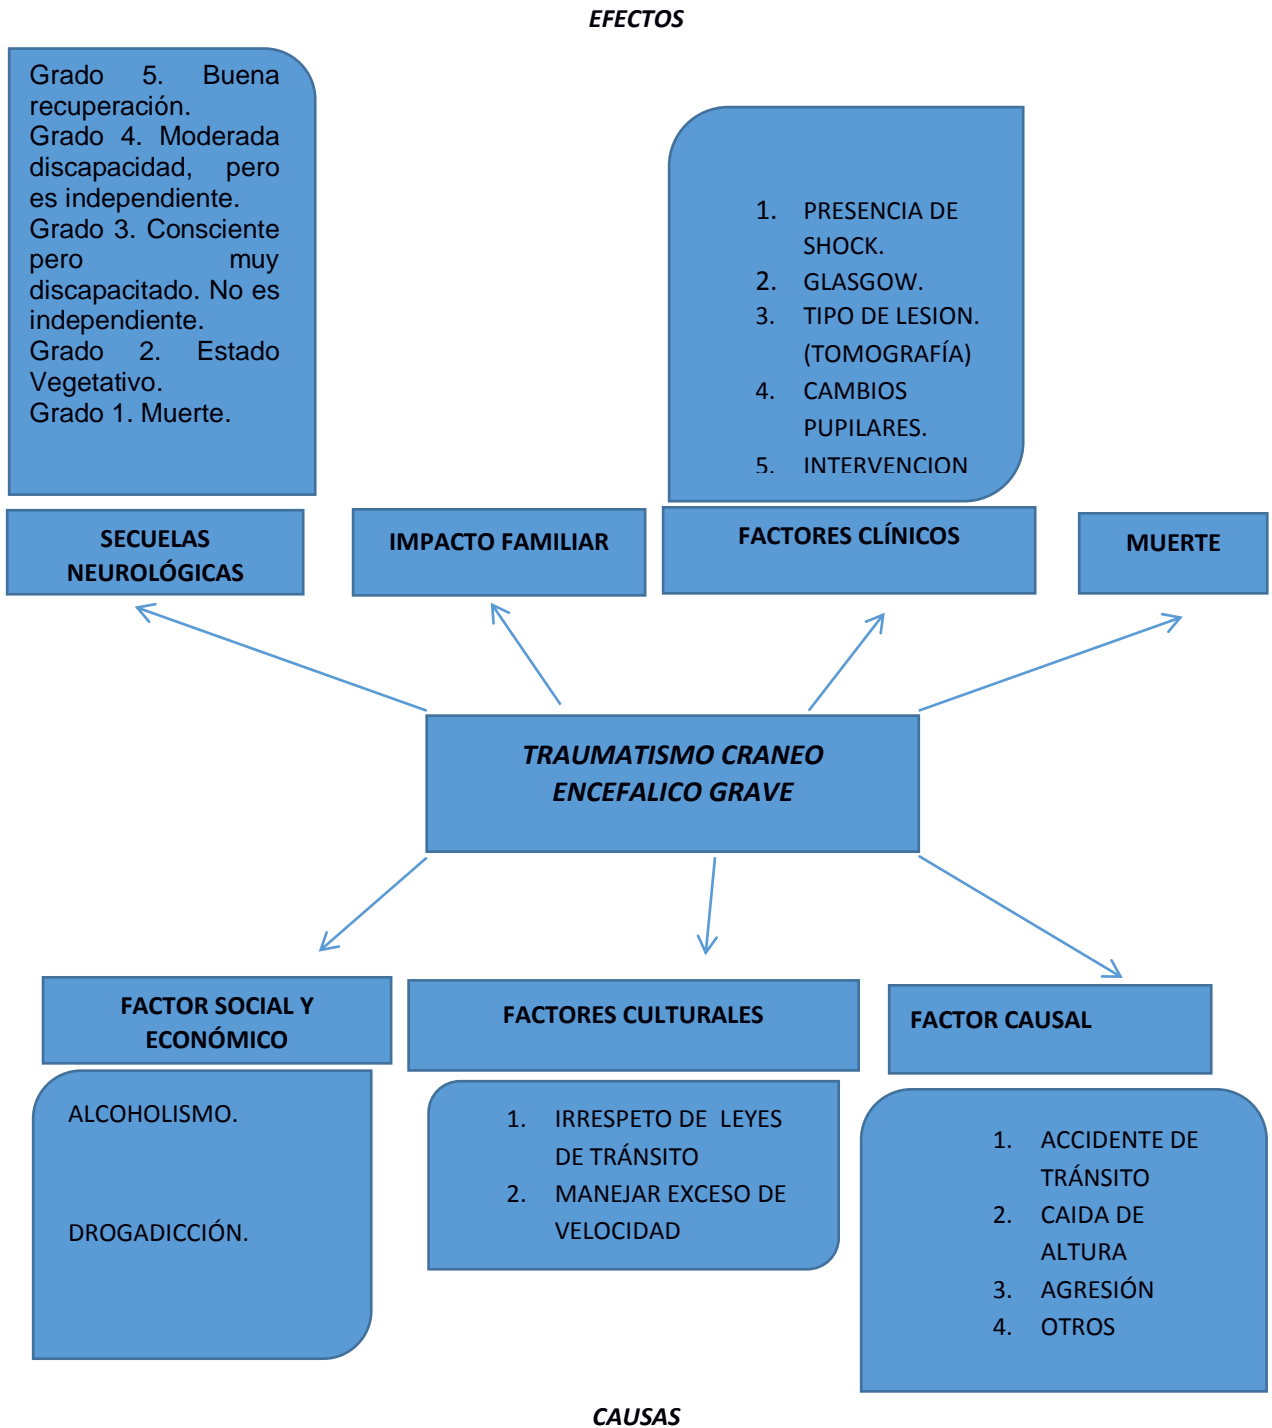 EFECTOS
Grado 5. Buena
recuperación.
Grado 4. Moderada
discapacidad, pero
es independiente.
Grado 3. Consciente
pero muy
discapacitado. No es
independiente.
Grado 2. Estado
Vegetativo.
Grado 1. Muerte.
1. PRESENCIA DE
SHOCK.
2. GLASGOW.
3. TIPO DE LESION.
(TOMOGRAFÍA)
4. CAMBIOS
PUPILARES.
5. INTERVENCION
SECUELAS
NEUROLÓGICAS
IMPACTO FAMILIAR
FACTORES CLÍNICOS
MUERTE
TRAUMATISMO CRANEO
ENCEFALICO GRAVE
FACTOR SOCIAL Y
ECONÓMICO
FACTORES CULTURALES
FACTOR CAUSAL
ALCOHOLISMO.
DROGADICCIÓN.
1. IRRESPETO DE LEYES
DE TRÁNSITO
2. MANEJAR EXCESO DE
VELOCIDAD
1. ACCIDENTE DE
TRÁNSITO
2. CAIDA DE
ALTURA
3. AGRESIÓN
4. OTROS
CAUSAS